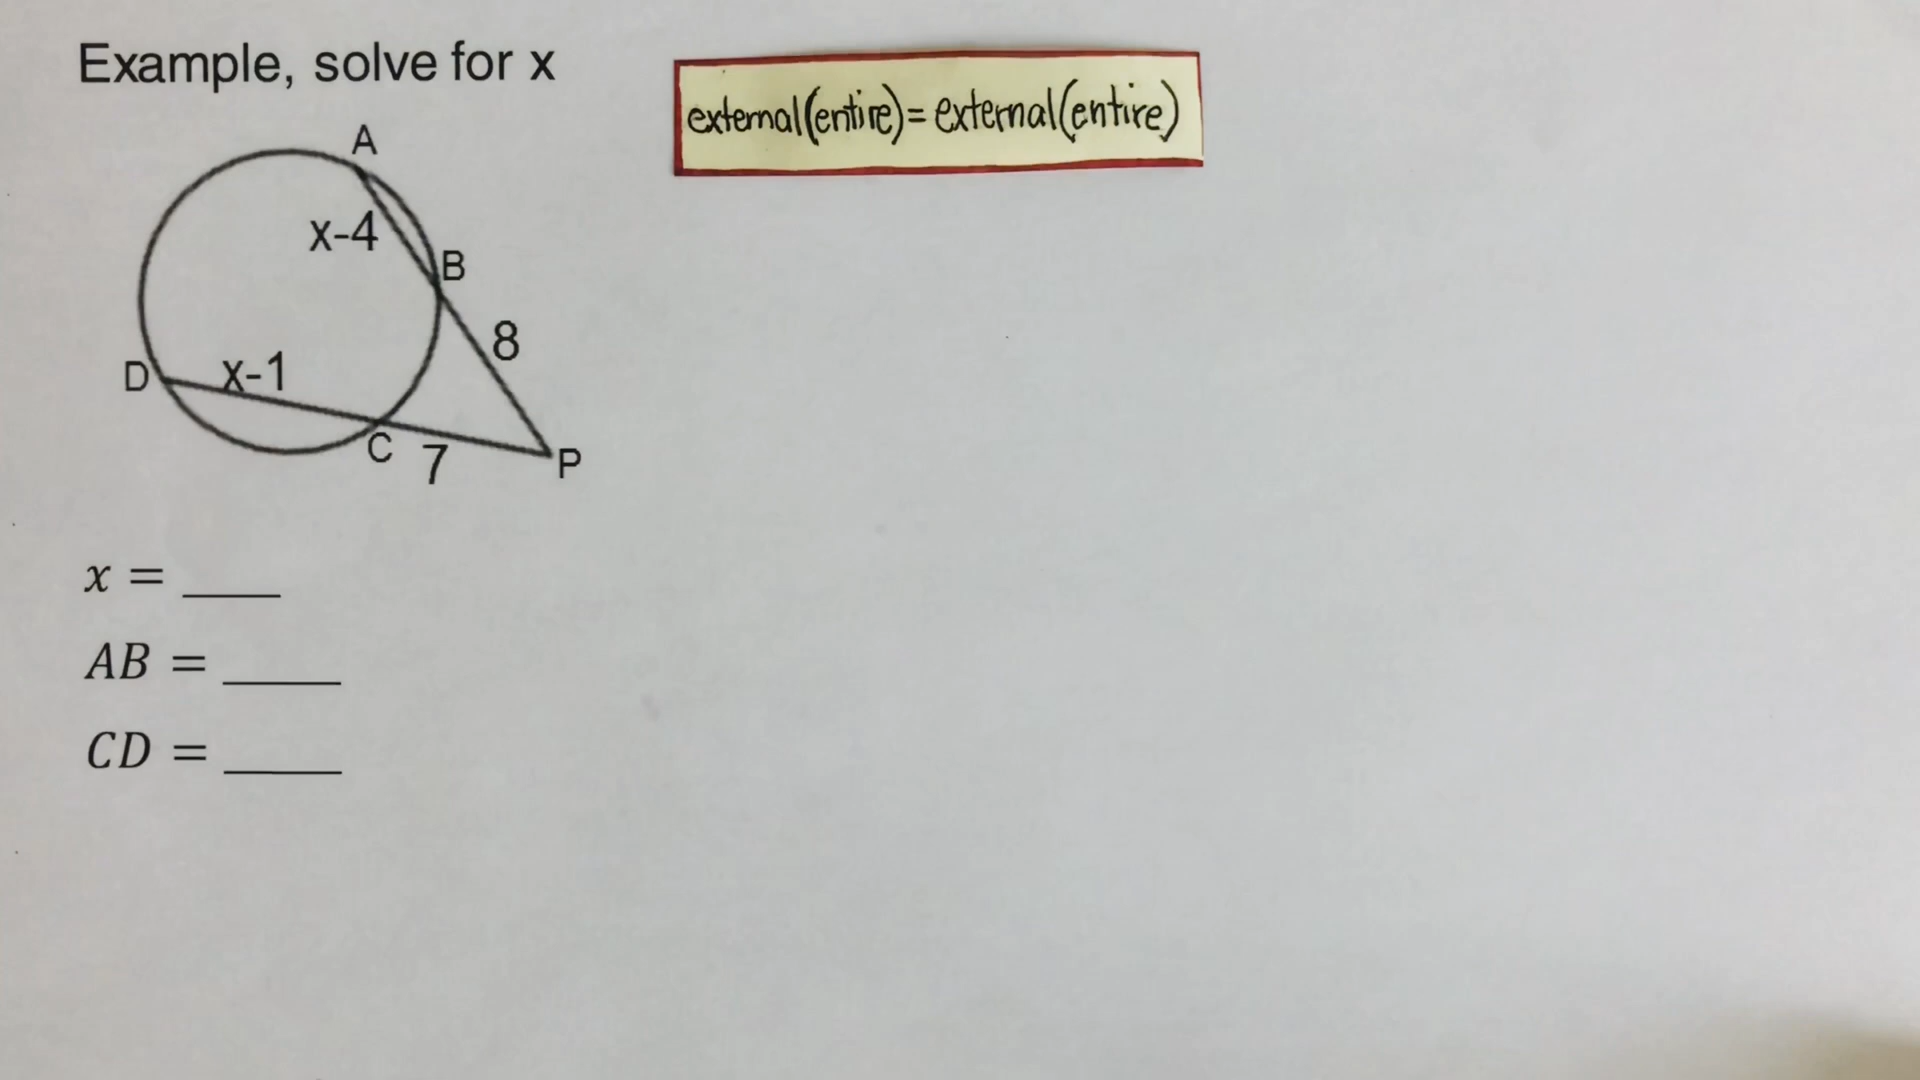 Example, solve for x
external(entire)=external(entire)
A
x-4
B
8
D
x-1
C
7
P
x = ____
AB = ____
CD = ____